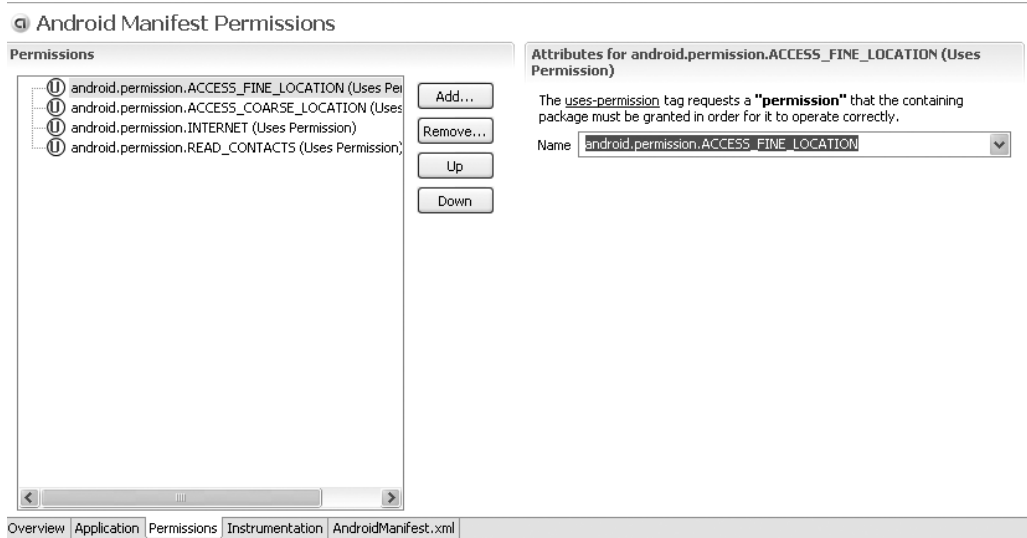 Android Manifest Permissions
Permissions
android.permission.ACCESS_FINE_LOCATION (Uses Per
android.permission.ACCESS_COARSE_LOCATION (Uses
android.permission.INTERNET (Uses Permission)
android.permission.READ_CONTACTS (Uses Permission)
Add...
Remove...
Up
Down
Attributes for android.permission.ACCESS_FINE_LOCATION (Uses
Permission)
The uses-permission tag requests a "permission" that the containing
package must be granted in order for it to operate correctly.
Name android.permission.ACCESS_FINE_LOCATION
Overview Application Permissions Instrumentation AndroidManifest.xml